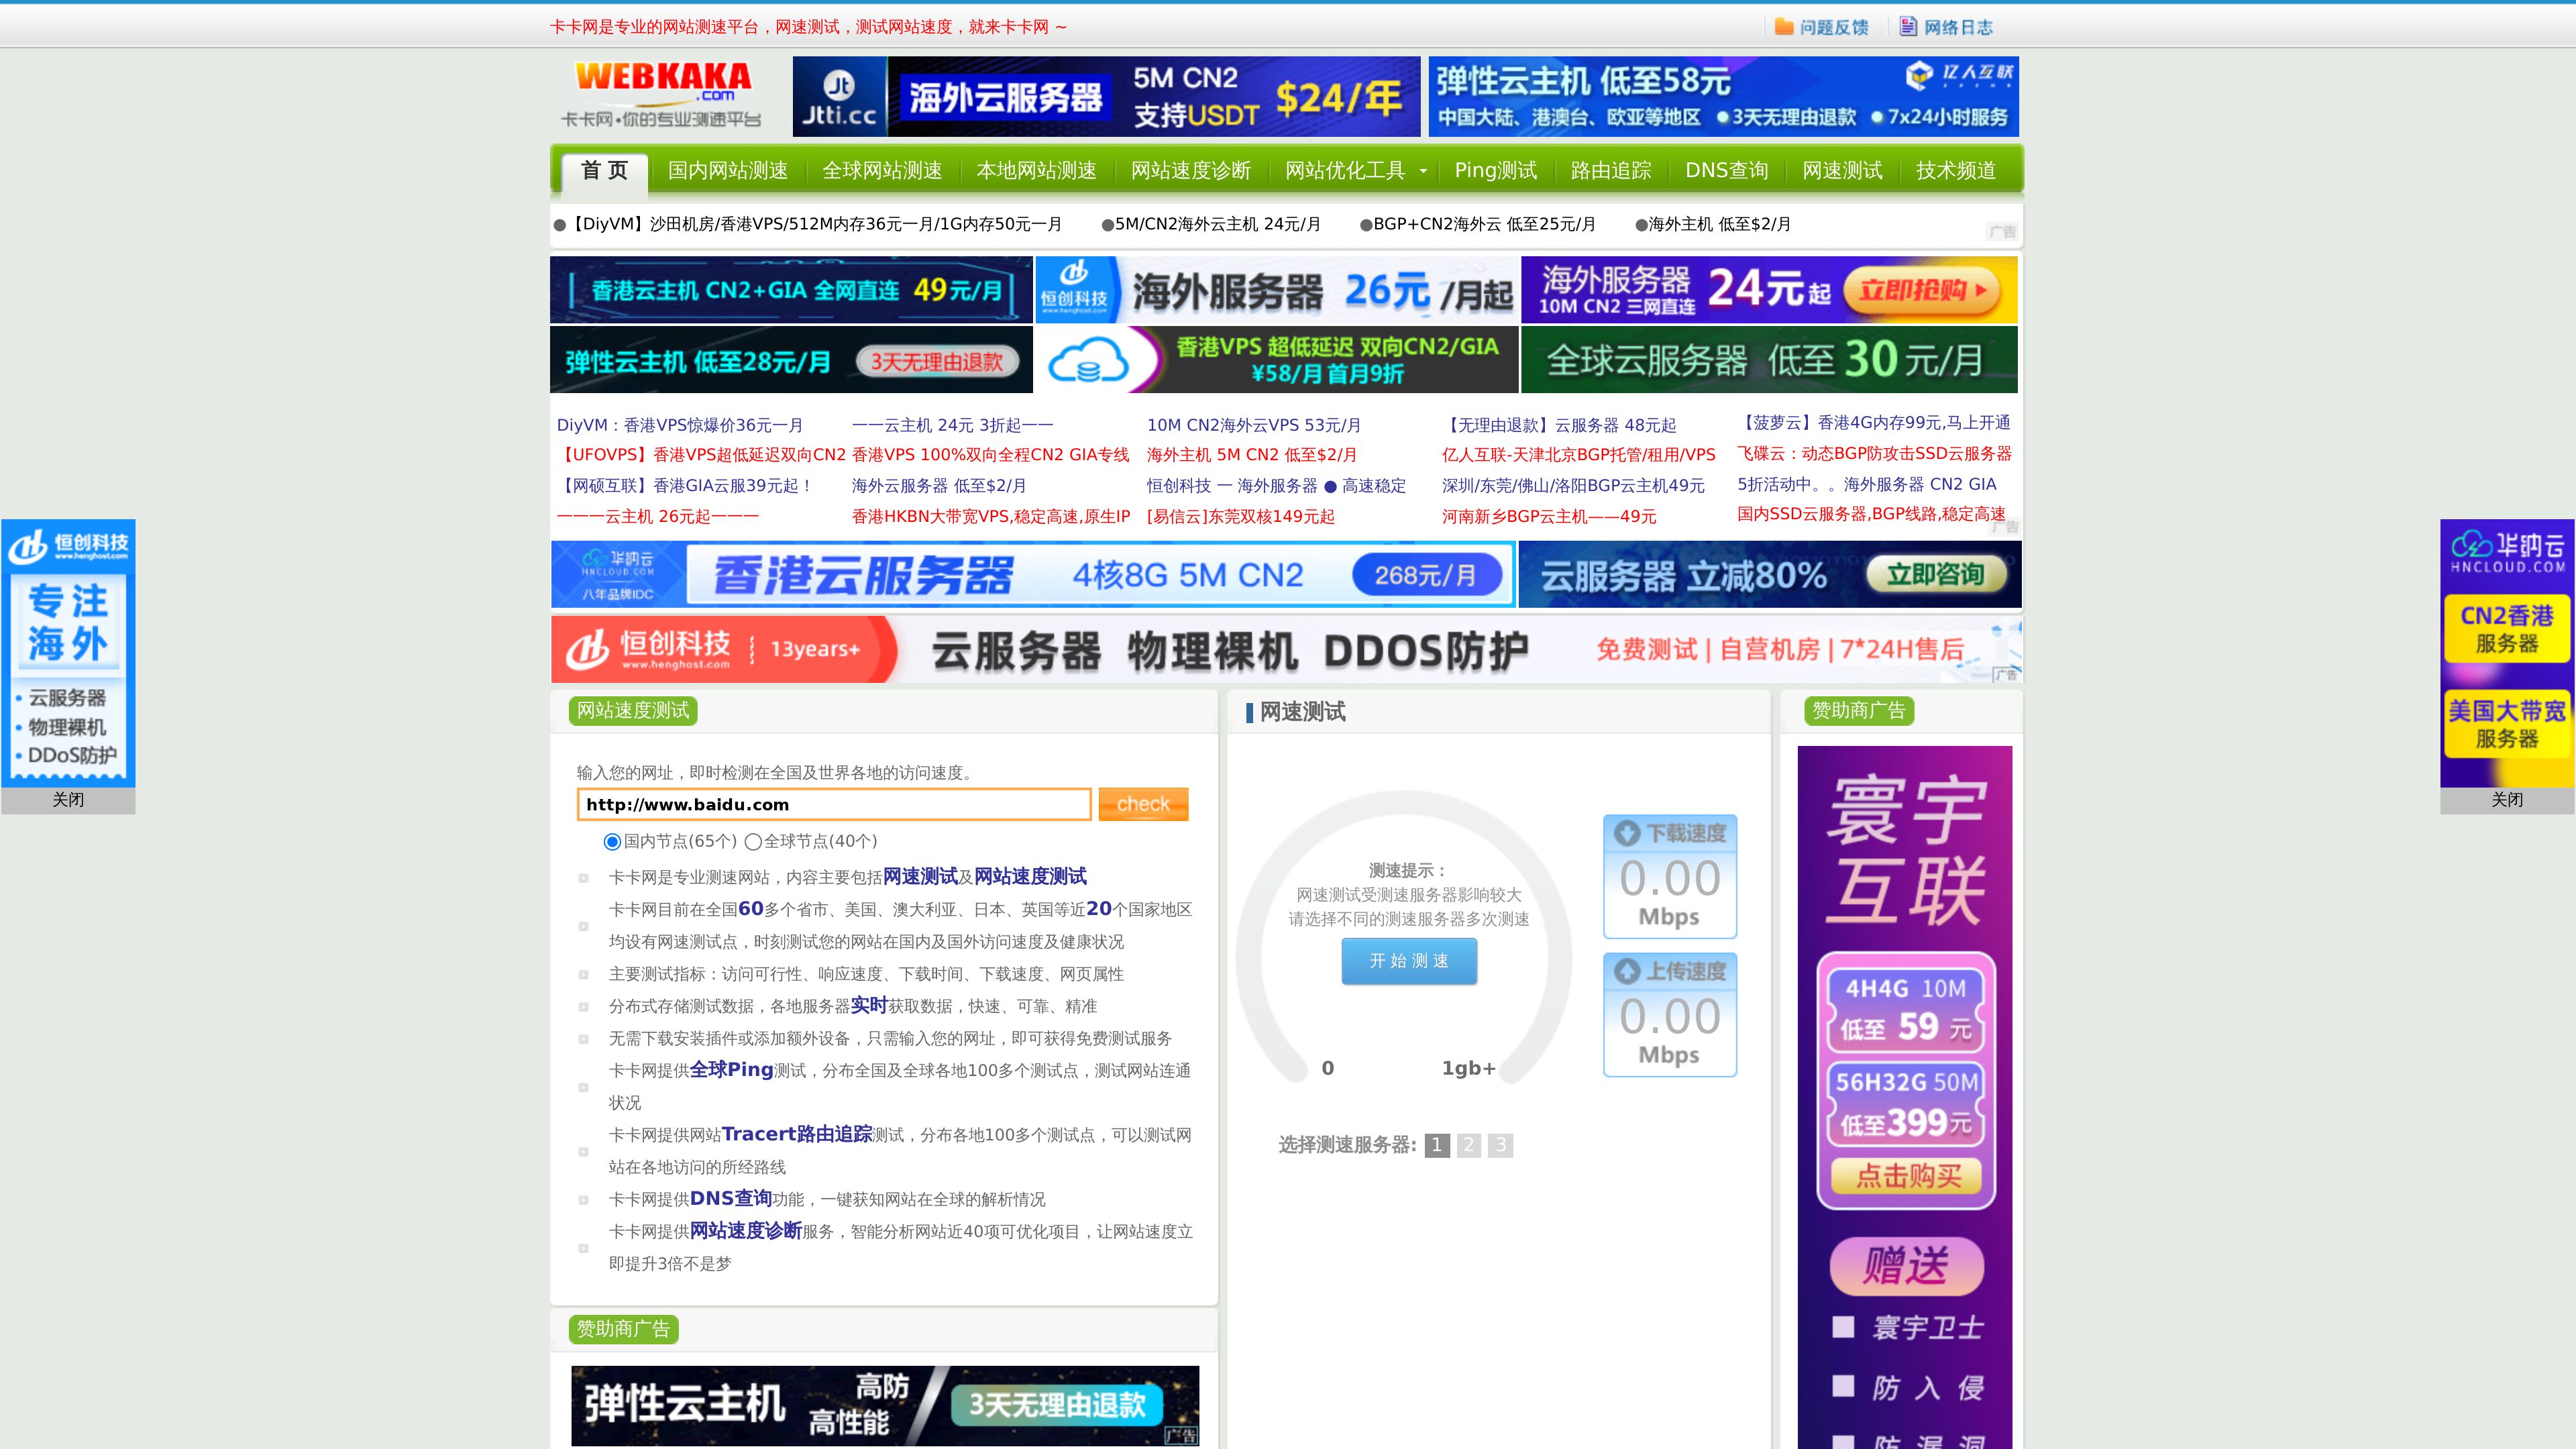 卡卡网是专业的网站测速平台，网速测试，测试网站速度，就来卡卡网 ~
问题反馈
网络日志
WEBKAKA
.com
卡卡网•你的专业测速平台
Jtti.cc 海外云服务器 5M CN2 支持USDT $24/年
弹性云主机 低至58元 亿人互联
中国大陆、港澳台、欧亚等地区 ●3天无理由退款 ●7x24小时服务
首 页 国内网站测速 全球网站测速 本地网站测速 网站速度诊断 网站优化工具 Ping测试 路由追踪 DNS查询 网速测试 技术频道
●【DiyVM】沙田机房/香港VPS/512M内存36元一月/1G内存50元一月 ●5M/CN2海外云主机 24元/月 ●BGP+CN2海外云 低至25元/月 ●海外主机 低至$2/月
广告
香港云主机 CN2+GIA 全网直连 49元/月
恒创科技 www.henghost.com 海外服务器 26元 /月起
海外服务器 10M CN2 三网直连 24元起 立即抢购
弹性云主机 低至28元/月 3天无理由退款
香港VPS 超低延迟 双向CN2/GIA
¥58/月 首月9折
全球云服务器 低至 30 元/月
DiyVM：香港VPS惊爆价36元一月 一一云主机 24元 3折起一一 10M CN2海外云VPS 53元/月 【无理由退款】云服务器 48元起 【菠萝云】香港4G内存99元,马上开通
【UFOVPS】香港VPS超低延迟双向CN2 香港VPS 100%双向全程CN2 GIA专线 海外主机 5M CN2 低至$2/月 亿人互联-天津北京BGP托管/租用/VPS 飞碟云：动态BGP防攻击SSD云服务器
【网硕互联】香港GIA云服39元起！ 海外云服务器 低至$2/月 恒创科技 一 海外服务器 ● 高速稳定 深圳/东莞/佛山/洛阳BGP云主机49元 5折活动中。。海外服务器 CN2 GIA
一一一云主机 26元起一一一 香港HKBN大带宽VPS,稳定高速,原生IP [易信云]东莞双核149元起 河南新乡BGP云主机——49元 国内SSD云服务器,BGP线路,稳定高速
广告
华纳云 HNCLOUD.COM 八年品牌IDC 香港云服务器 4核8G 5M CN2 268元/月
云服务器 立减80% 立即咨询
恒创科技 www.henghost.com 13years+ 云服务器 物理裸机 DDOS防护 免费测试 | 自营机房 | 7*24H售后
广告
恒创科技
www.henghost.com
专注
海外
• 云服务器
• 物理裸机
• DDoS防护
关闭
华纳云
HNCLOUD.COM
CN2香港
服务器
美国大带宽
服务器
关闭
网站速度测试
输入您的网址，即时检测在全国及世界各地的访问速度。
http://www.baidu.com
check
国内节点(65个) 全球节点(40个)
卡卡网是专业测速网站，内容主要包括网速测试及网站速度测试
卡卡网目前在全国60多个省市、美国、澳大利亚、日本、英国等近20个国家地区
均设有网速测试点，时刻测试您的网站在国内及国外访问速度及健康状况
主要测试指标：访问可行性、响应速度、下载时间、下载速度、网页属性
分布式存储测试数据，各地服务器实时获取数据，快速、可靠、精准
无需下载安装插件或添加额外设备，只需输入您的网址，即可获得免费测试服务
卡卡网提供全球Ping测试，分布全国及全球各地100多个测试点，测试网站连通
状况
卡卡网提供网站Tracert路由追踪测试，分布各地100多个测试点，可以测试网
站在各地访问的所经路线
卡卡网提供DNS查询功能，一键获知网站在全球的解析情况
卡卡网提供网站速度诊断服务，智能分析网站近40项可优化项目，让网站速度立
即提升3倍不是梦
赞助商广告
弹性云主机 高防 高性能 3天无理由退款
广告
网速测试
测速提示：
网速测试受测速服务器影响较大
请选择不同的测速服务器多次测速
开 始 测 速
0 1gb+
下载速度
0.00
Mbps
上传速度
0.00
Mbps
选择测速服务器: 1 2 3
赞助商广告
寰宇
互联
4H4G 10M
低至 59 元
56H32G 50M
低至399元
点击购买
赠送
寰宇卫士
防入侵
防漏洞